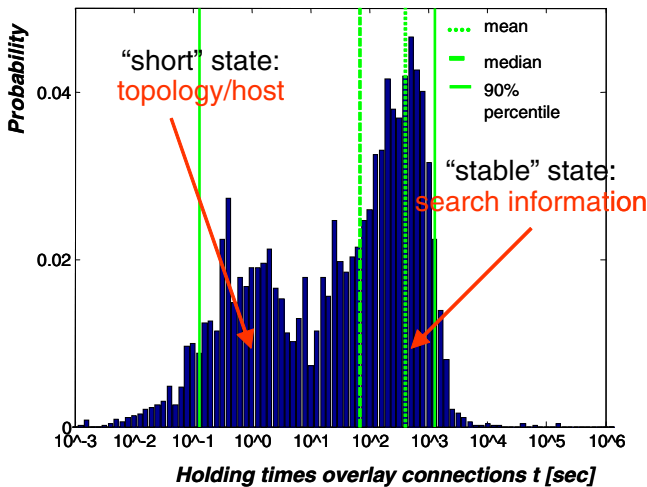 Probability
0.04
0.02
0
“short” state:
topology/host
mean
median
90%
percentile
“stable” state:
search information
10^-3 10^-2 10^-1 10^0 10^1 10^2 10^3 10^4 10^5 10^6
Holding times overlay connections t [sec]